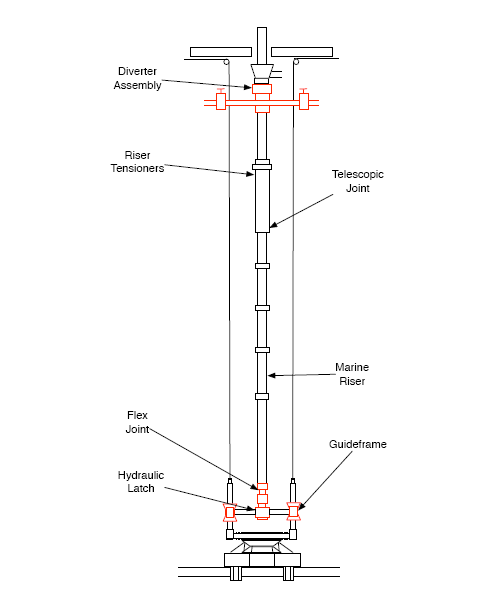 Diverter
Assembly
Riser
Tensioners
Telescopic
Joint
Marine
Riser
Flex
Joint
Guideframe
Hydraulic
Latch